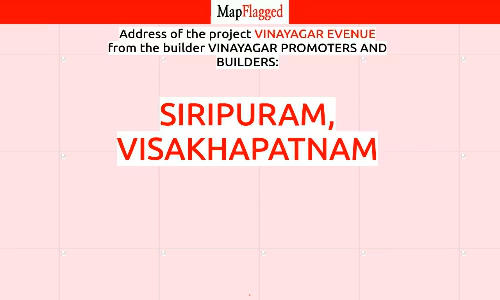 MapFlagged
Address of the project VINAYAGAR EVENUE
from the builder VINAYAGAR PROMOTERS AND
BUILDERS:
SIRIPURAM,
VISAKHAPATNAM